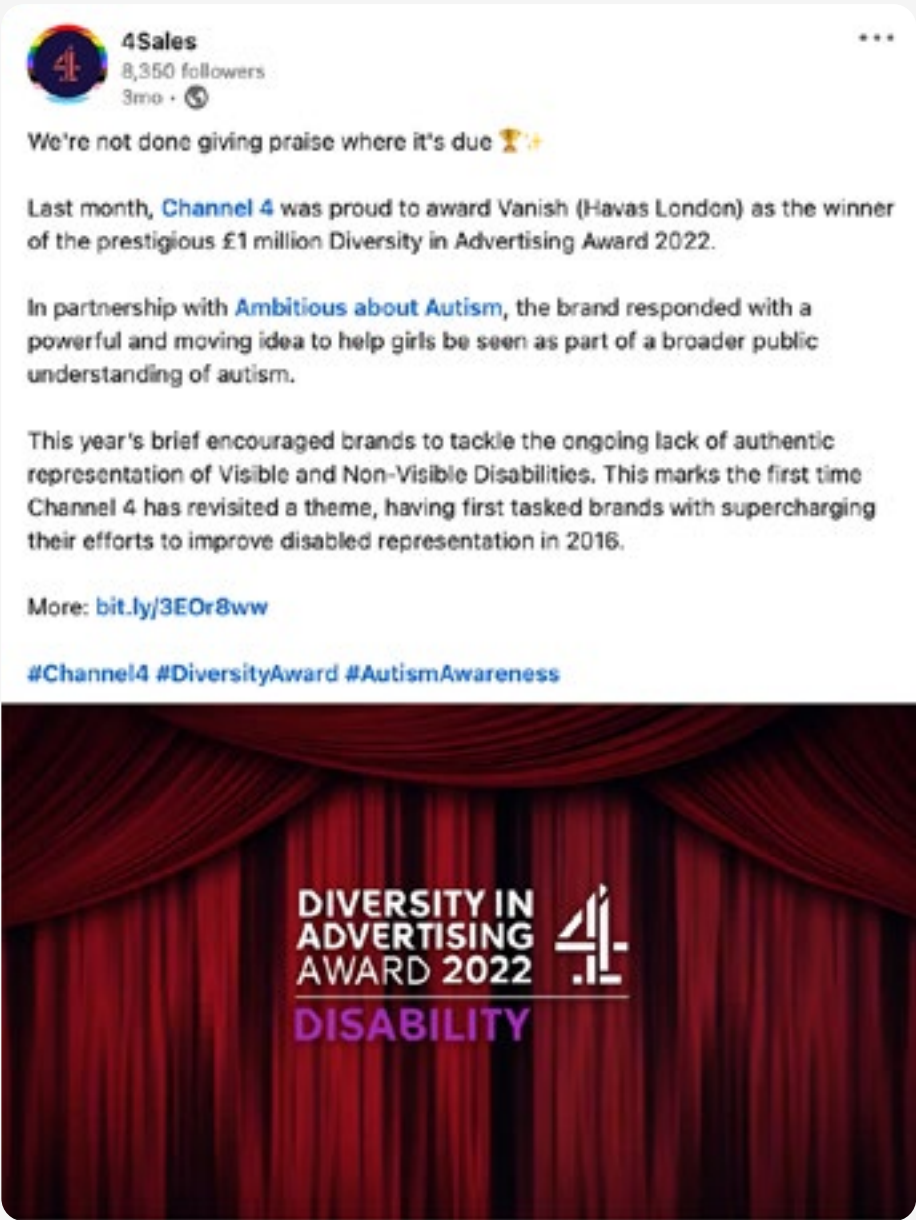 4Sales
8,350 followers
3mo •
We're not done giving praise where it's due 🏆✨
Last month, Channel 4 was proud to award Vanish (Havas London) as the winner
of the prestigious £1 million Diversity in Advertising Award 2022.
In partnership with Ambitious about Autism, the brand responded with a
powerful and moving idea to help girls be seen as part of a broader public
understanding of autism.
This year's brief encouraged brands to tackle the ongoing lack of authentic
representation of Visible and Non-Visible Disabilities. This marks the first time
Channel 4 has revisited a theme, having first tasked brands with supercharging
their efforts to improve disabled representation in 2016.
More: bit.ly/3EOr8ww
#Channel4 #DiversityAward #AutismAwareness
DIVERSITY IN
ADVERTISING
AWARD 2022
4
DISABILITY